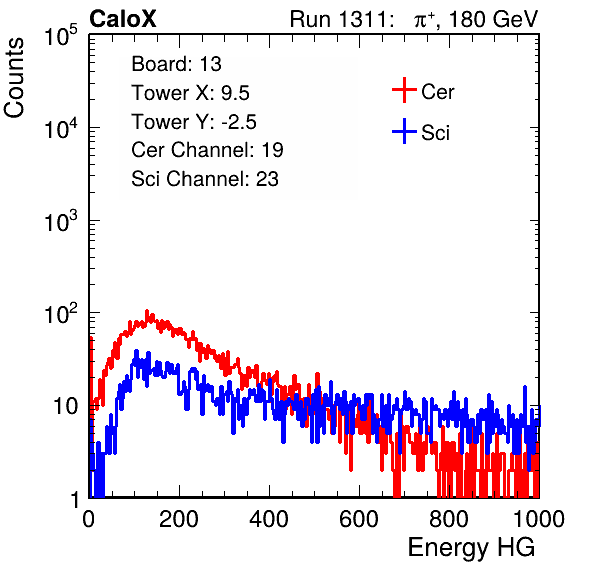 CaloX Run 1311: π⁺, 180 GeV
Counts
10⁵
10⁴
10³
10²
10
1
Board: 13
Tower X: 9.5
Tower Y: -2.5
Cer Channel: 19
Sci Channel: 23
Cer
Sci
0 200 400 600 800 1000
Energy HG